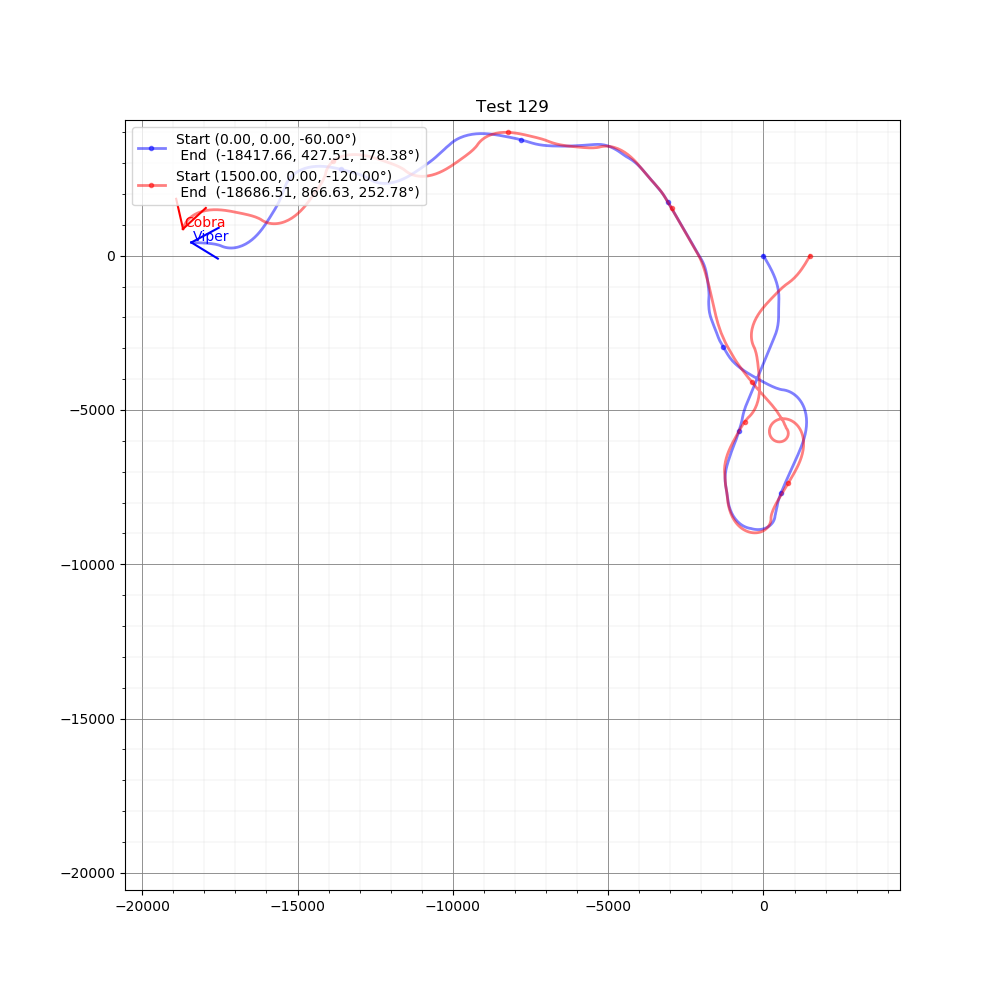 Test 129
Start (0.00, 0.00, -60.00°)
End  (-18417.66, 427.51, 178.38°)
Start (1500.00, 0.00, -120.00°)
End  (-18686.51, 866.63, 252.78°)
Cobra
Viper
0
−5000
−10000
−15000
−20000
−20000 −15000 −10000 −5000 0